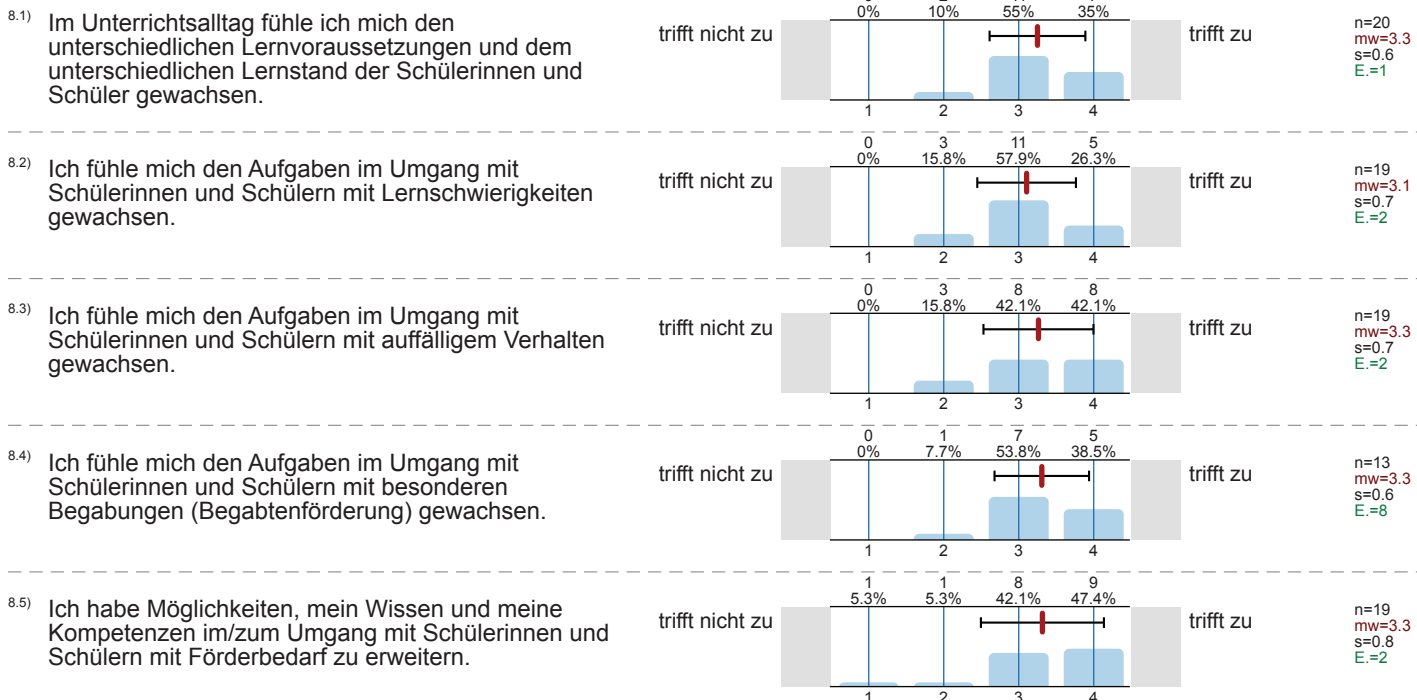 0% 10% 55% 35%
8.1) Im Unterrichtsalltag fühle ich mich den
unterschiedlichen Lernvoraussetzungen und dem
unterschiedlichen Lernstand der Schülerinnen und
Schüler gewachsen.
trifft nicht zu
trifft zu
n=20
mw=3.3
s=0.6
E.=1
1 2 3 4
0 3 11 5
0% 15.8% 57.9% 26.3%
8.2) Ich fühle mich den Aufgaben im Umgang mit
Schülerinnen und Schülern mit Lernschwierigkeiten
gewachsen.
trifft nicht zu
trifft zu
n=19
mw=3.1
s=0.7
E.=2
1 2 3 4
0 3 8 8
0% 15.8% 42.1% 42.1%
8.3) Ich fühle mich den Aufgaben im Umgang mit
Schülerinnen und Schülern mit auffälligem Verhalten
gewachsen.
trifft nicht zu
trifft zu
n=19
mw=3.3
s=0.7
E.=2
1 2 3 4
0 1 7 5
0% 7.7% 53.8% 38.5%
8.4) Ich fühle mich den Aufgaben im Umgang mit
Schülerinnen und Schülern mit besonderen
Begabungen (Begabtenförderung) gewachsen.
trifft nicht zu
trifft zu
n=13
mw=3.3
s=0.6
E.=8
1 2 3 4
1 1 8 9
5.3% 5.3% 42.1% 47.4%
8.5) Ich habe Möglichkeiten, mein Wissen und meine
Kompetenzen im/zum Umgang mit Schülerinnen und
Schülern mit Förderbedarf zu erweitern.
trifft nicht zu
trifft zu
n=19
mw=3.3
s=0.8
E.=2
1 2 3 4